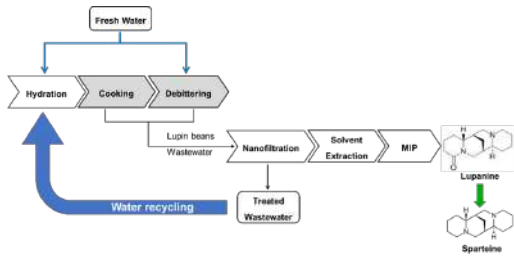 Fresh Water
Hydration
Cooking
Debittering
Lupin beans
Wastewater
Nanofiltration
Solvent
Extraction
MIP
H
N
N
H
O
Lupanine
Water recycling
Treated
Wastewater
H
N
N
H
Sparteine